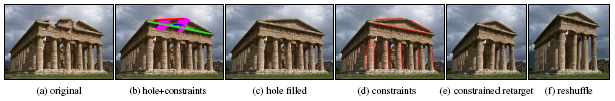 (a) original
(b) hole+constraints
(c) hole filled
(d) constraints
(e) constrained retarget
(f) reshuffle